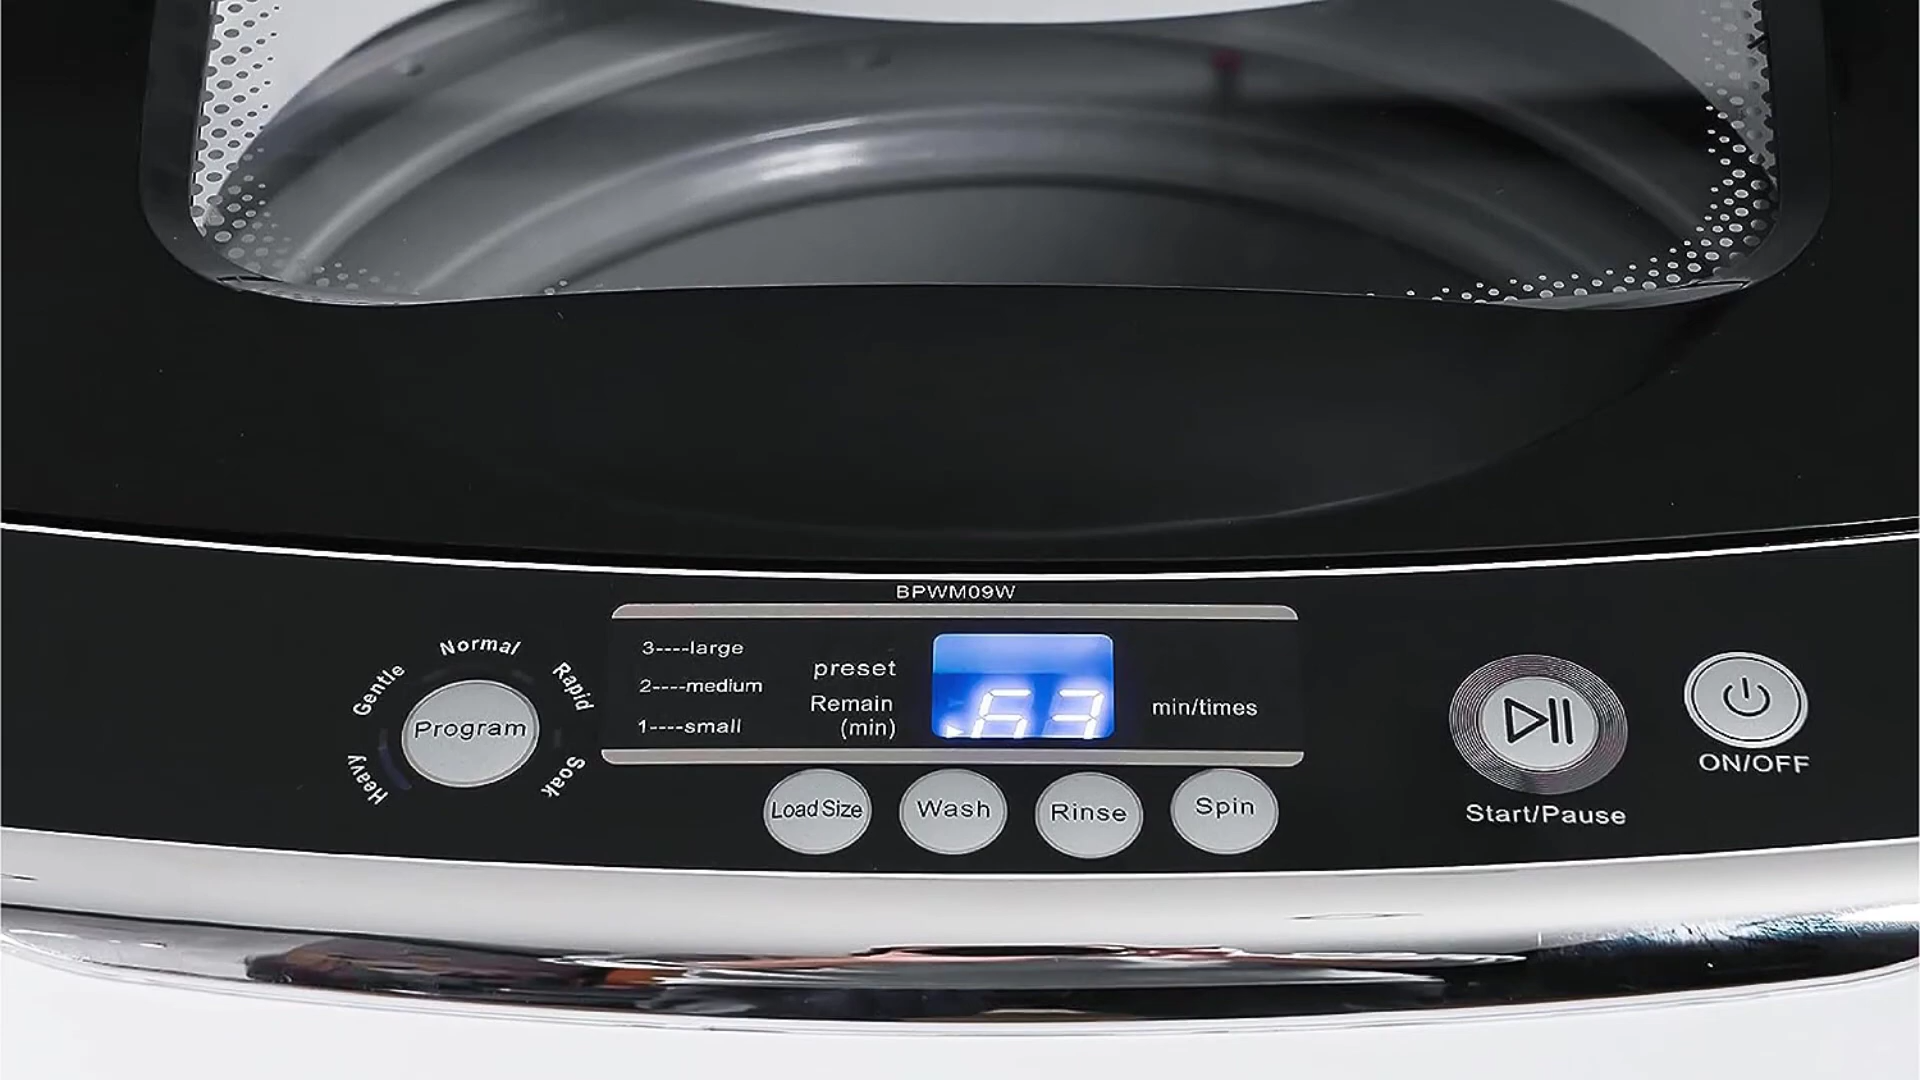 BPWM09W
Normal
Gentle
Rapid
Heavy
Soak
Program
3----large
2----medium
1----small
preset
Remain
(min)
63
min/times
Load Size
Wash
Rinse
Spin
Start/Pause
ON/OFF